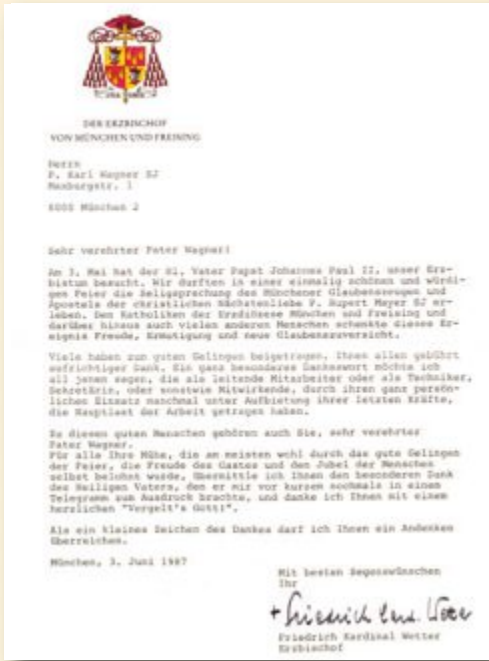 DER ERZBISCHOF
VON MÜNCHEN UND FREISING
Herrn
P. Karl Wagner SJ
Maxburgstr. 1
8000 München 2
Sehr verehrter Pater Wagner!
Am 3. Mai hat der Hl. Vater Papst Johannes Paul II. unser Erz-
bistum besucht. Wir durften in einer einmalig schönen und würdi-
gen Feier die Seligsprechung des Münchener Glaubenszeugen und
Apostels der christlichen Nächstenliebe P. Rupert Mayer SJ er-
leben. Den Katholiken der Erzdiözese München und Freising und
darüber hinaus auch vielen anderen Menschen schenkte dieses Er-
eignis Freude, Ermutigung und neue Glaubenszuversicht.
Viele haben zum guten Gelingen beigetragen. Ihnen allen gebührt
aufrichtiger Dank. Ein ganz besonderes Dankeswort möchte ich
all jenen sagen, die als leitende Mitarbeiter oder als Techniker,
Sekretärin, oder sonstwie Mitwirkende, durch ihren ganz persön-
lichen Einsatz manchmal unter Aufbietung ihrer letzten Kräfte,
die Hauptlast der Arbeit getragen haben.
Zu diesen guten Menschen gehören auch Sie, sehr verehrter
Pater Wagner.
Für alle Ihre Mühe, die am meisten wohl durch das gute Gelingen
der Feier, die Freude des Gastes und den Jubel der Menschen
selbst belohnt wurde, übermittle ich Ihnen den besonderen Dank
des Heiligen Vaters, den er mir vor kurzem nochmals in einem
Telegramm zum Ausdruck brachte, und danke ich Ihnen mit einem
herzlichen "Vergelt's Gott!".
Als ein kleines Zeichen des Dankes darf ich Ihnen ein Andenken
überreichen.
München, 3. Juni 1987
Mit besten Segenswünschen
Ihr
+ Friedrich Card. Wetter
Friedrich Kardinal Wetter
Erzbischof